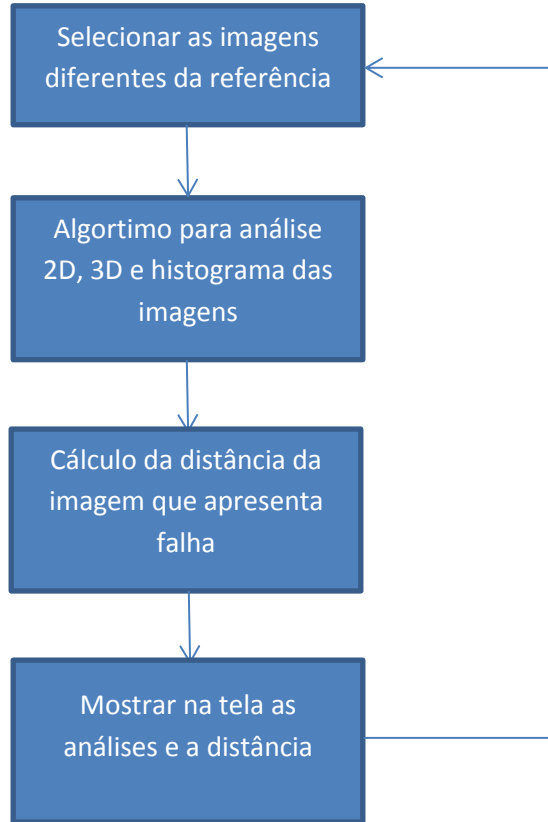 Selecionar as imagens
diferentes da referência
Algortimo para análise
2D, 3D e histograma das
imagens
Cálculo da distância da
imagem que apresenta
falha
Mostrar na tela as
análises e a distância